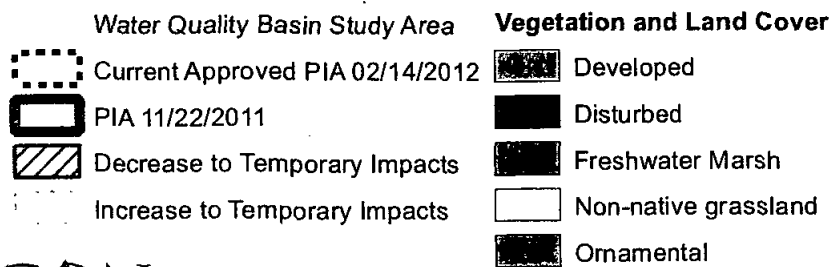 Water Quality Basin Study Area
Current Approved PIA 02/14/2012
PIA 11/22/2011
Decrease to Temporary Impacts
Increase to Temporary Impacts
Vegetation and Land Cover
Developed
Disturbed
Freshwater Marsh
Non-native grassland
Ornamental